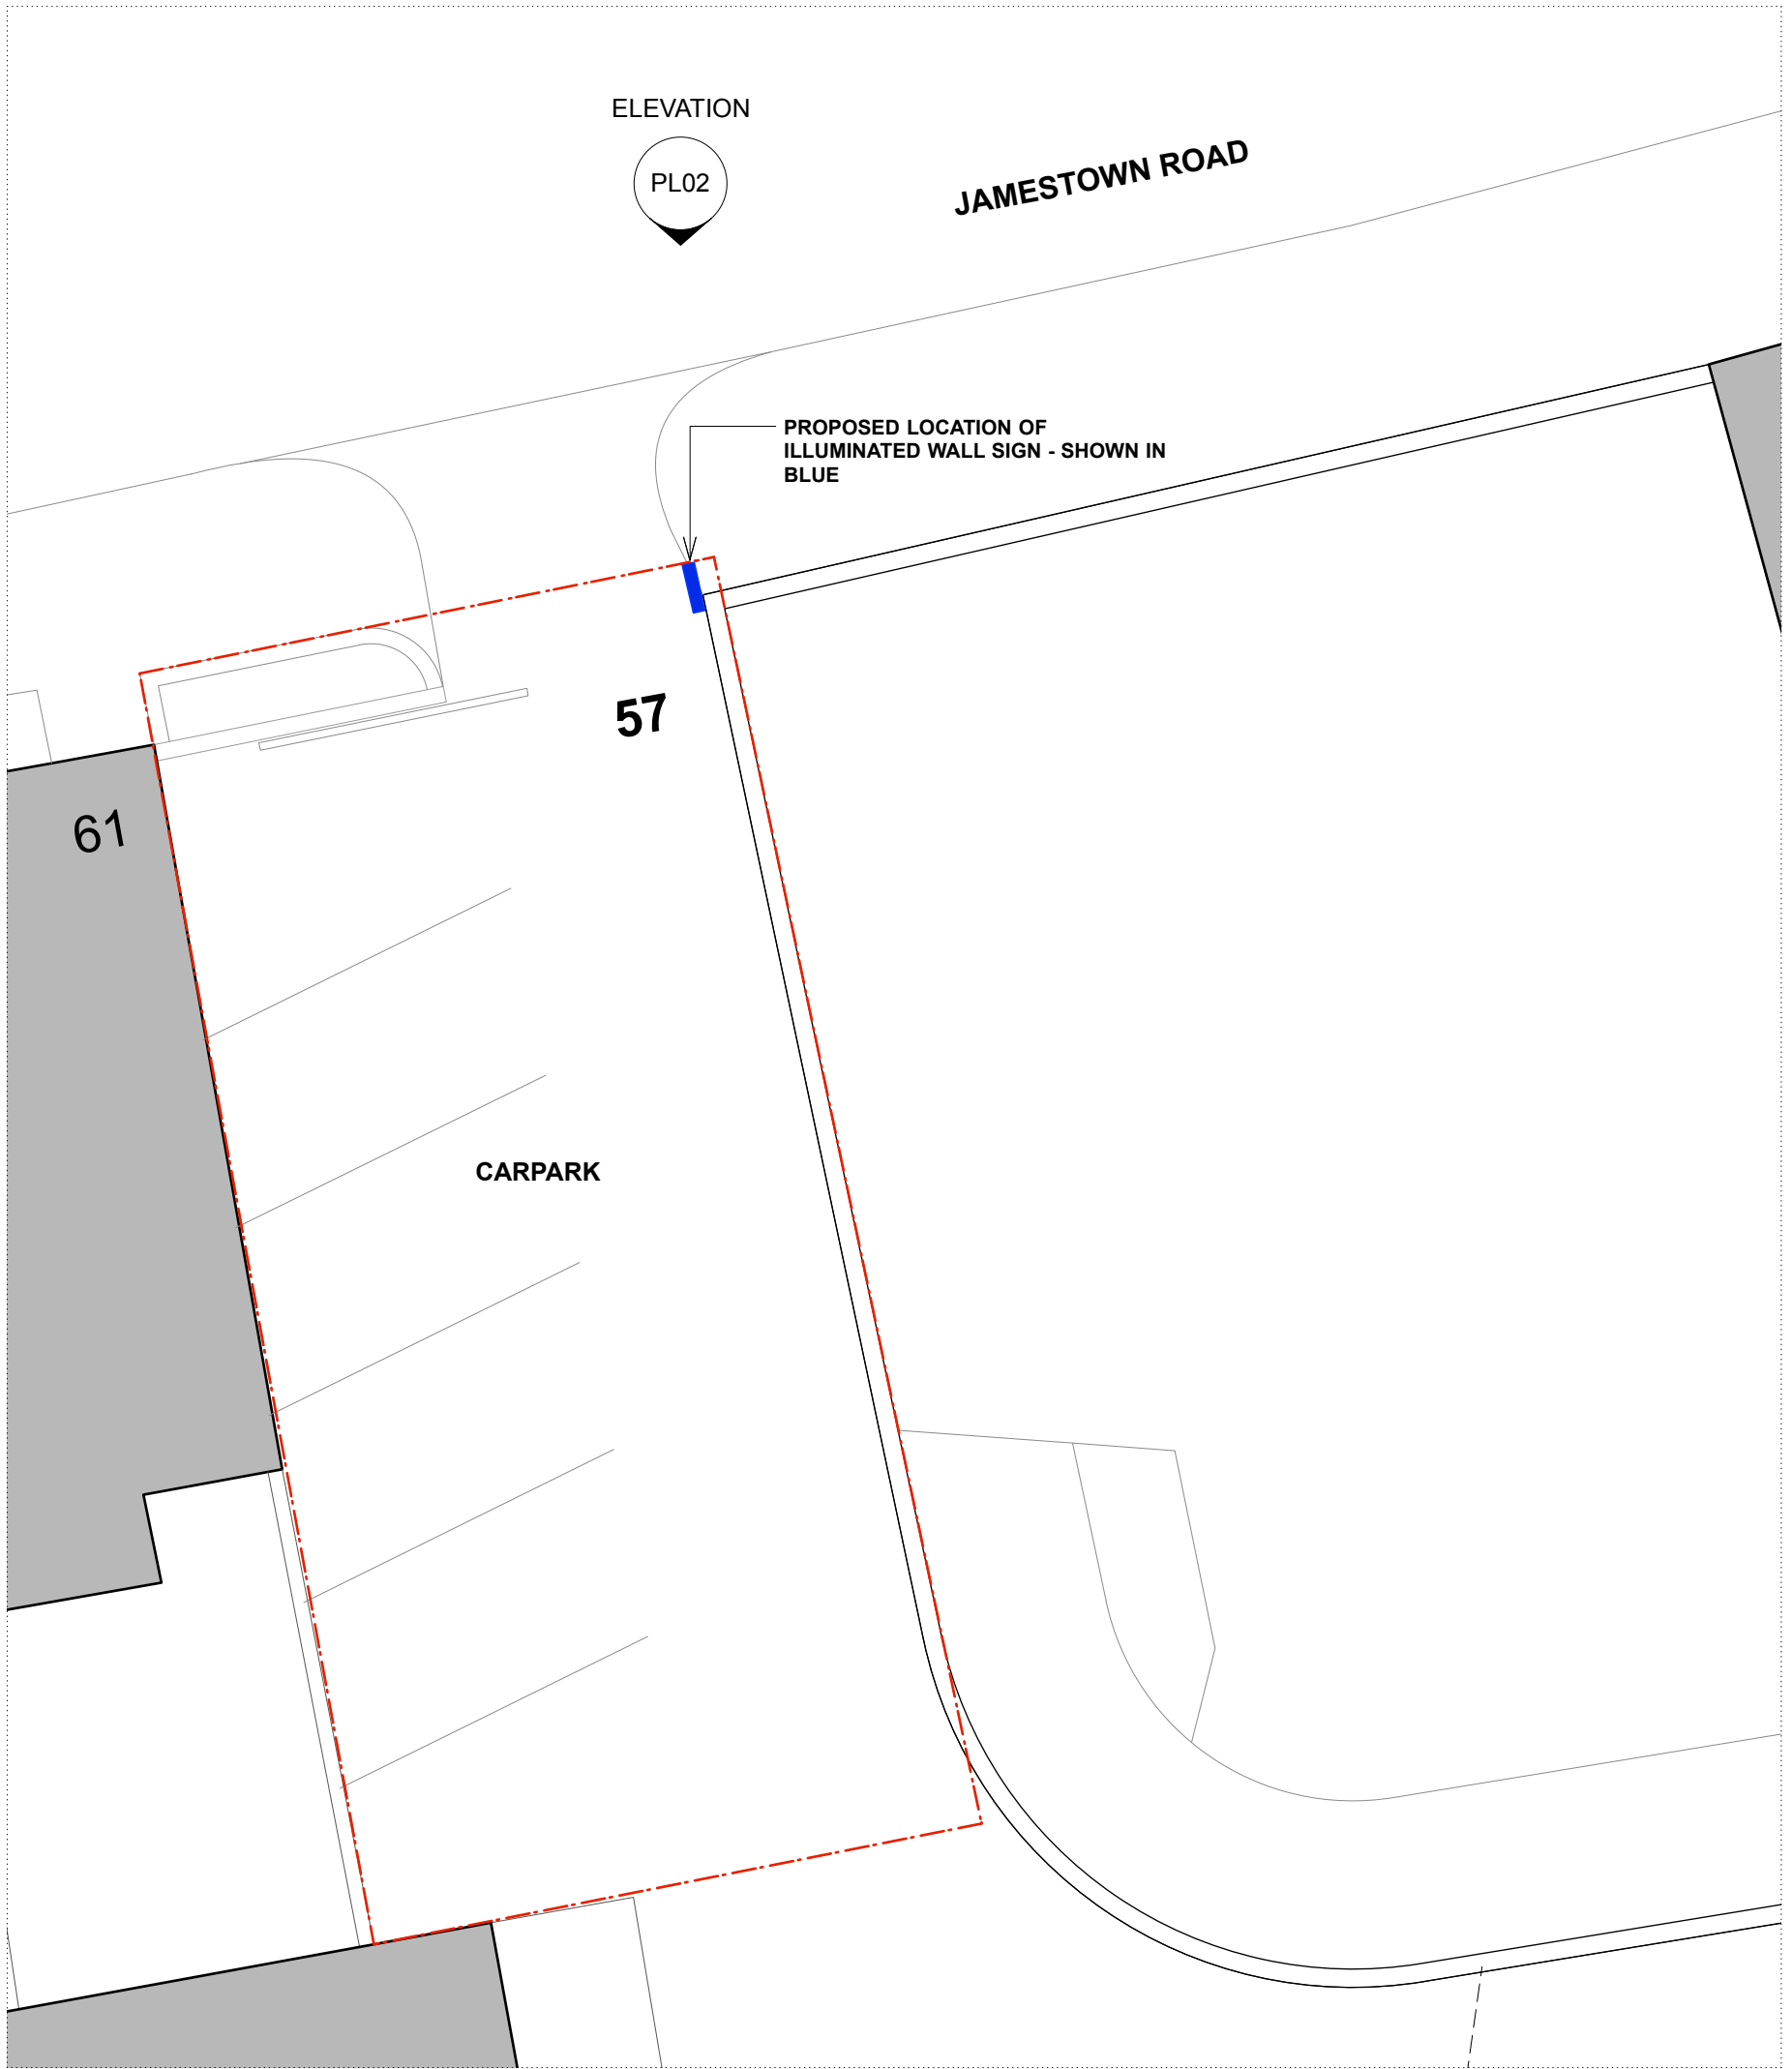 ELEVATION
PL02
JAMESTOWN ROAD
PROPOSED LOCATION OF
ILLUMINATED WALL SIGN - SHOWN IN
BLUE
57
61
CARPARK